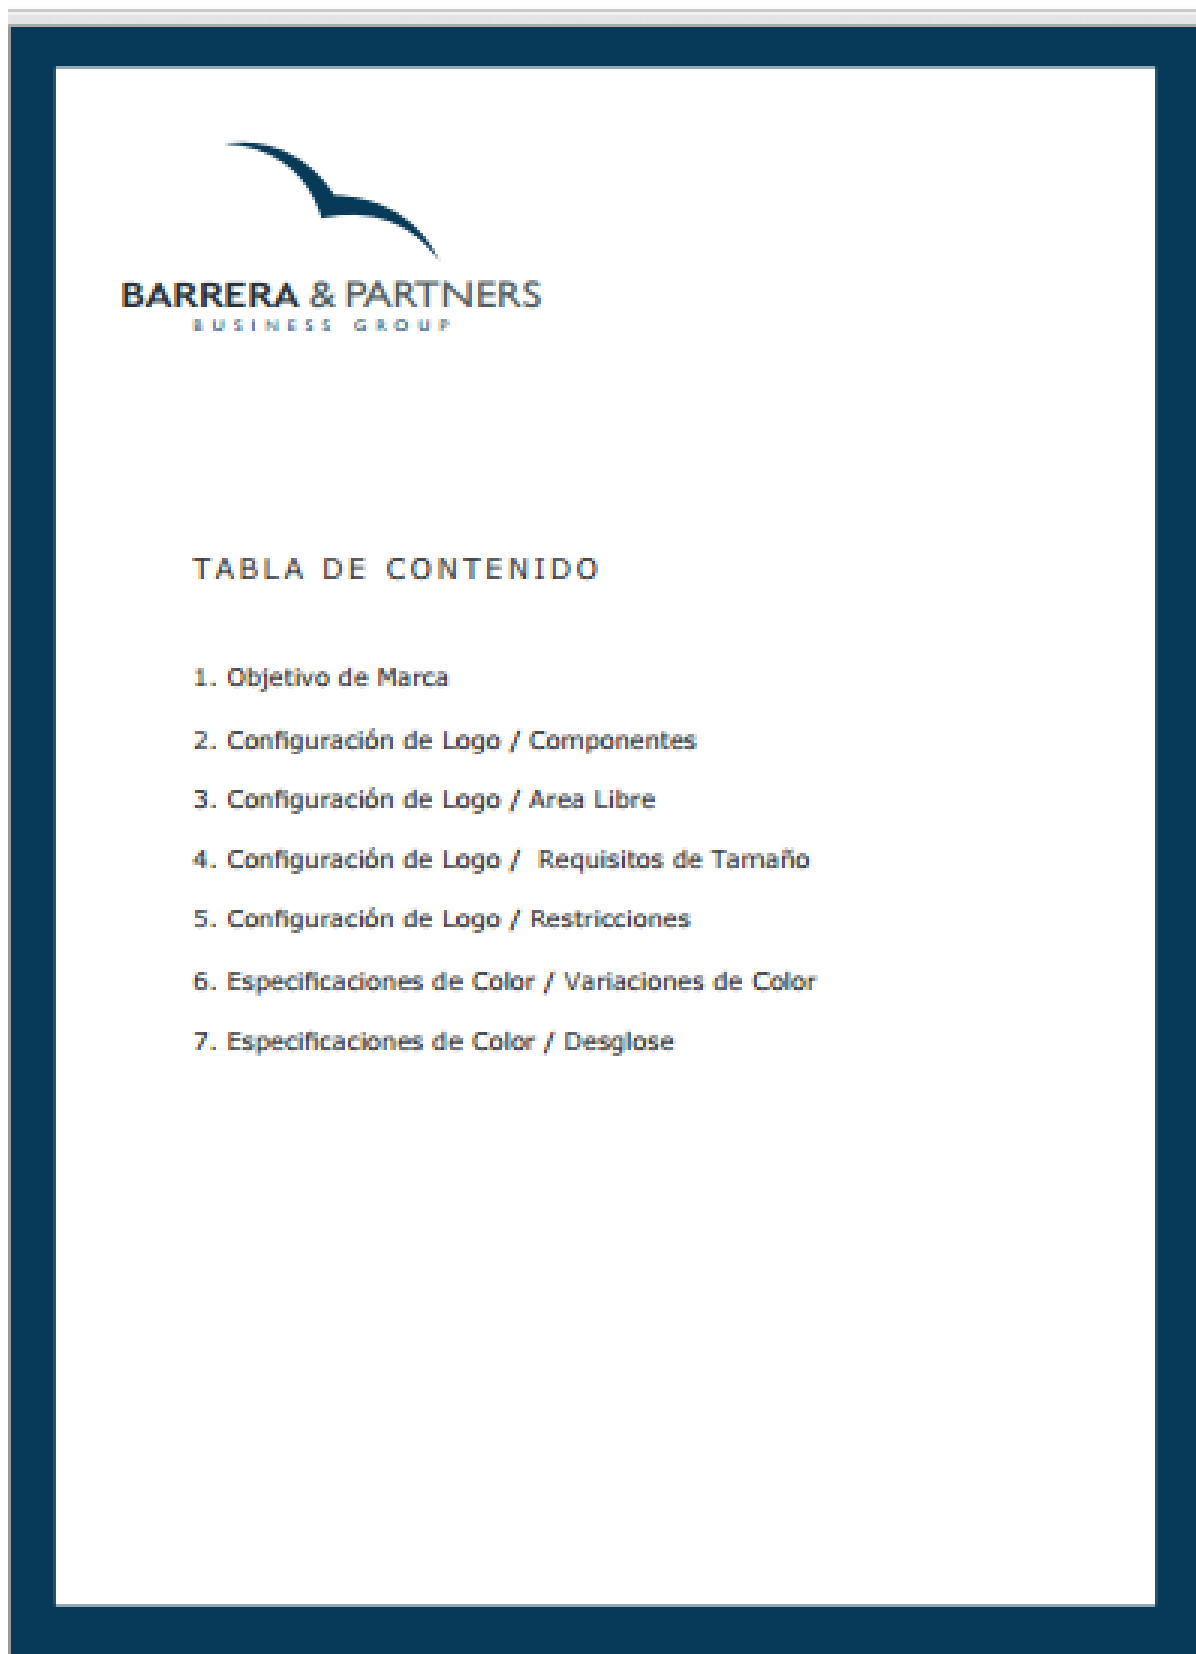 BARRERA & PARTNERS
BUSINESS GROUP
TABLA DE CONTENIDO
1. Objetivo de Marca
2. Configuración de Logo / Componentes
3. Configuración de Logo / Area Libre
4. Configuración de Logo / Requisitos de Tamaño
5. Configuración de Logo / Restricciones
6. Especificaciones de Color / Variaciones de Color
7. Especificaciones de Color / Desglose